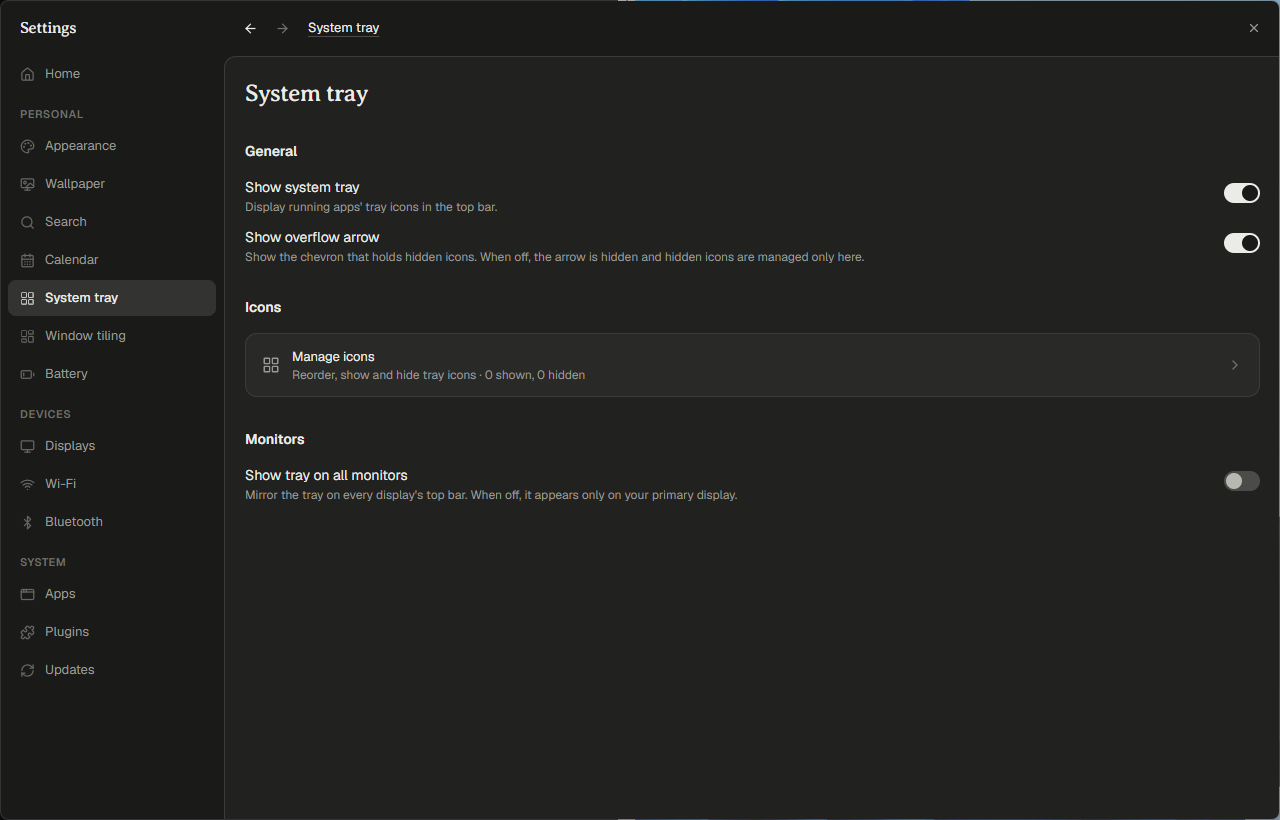 Settings
System tray
Home
PERSONAL
Appearance
Wallpaper
Search
Calendar
System tray
Window tiling
Battery
DEVICES
Displays
Wi-Fi
Bluetooth
SYSTEM
Apps
Plugins
Updates
System tray
General
Show system tray
Display running apps' tray icons in the top bar.
Show overflow arrow
Show the chevron that holds hidden icons. When off, the arrow is hidden and hidden icons are managed only here.
Icons
Manage icons
Reorder, show and hide tray icons · 0 shown, 0 hidden
Monitors
Show tray on all monitors
Mirror the tray on every display's top bar. When off, it appears only on your primary display.